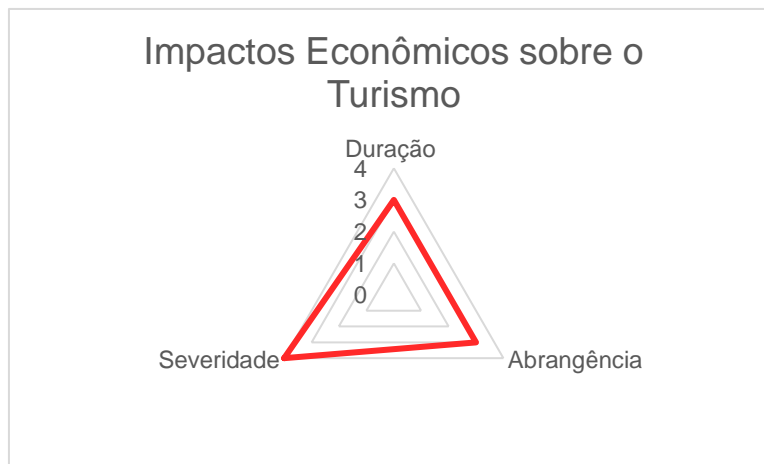 Impactos Econômicos sobre o
Turismo
Duração
4
3
2
1
0
Severidade
Abrangência